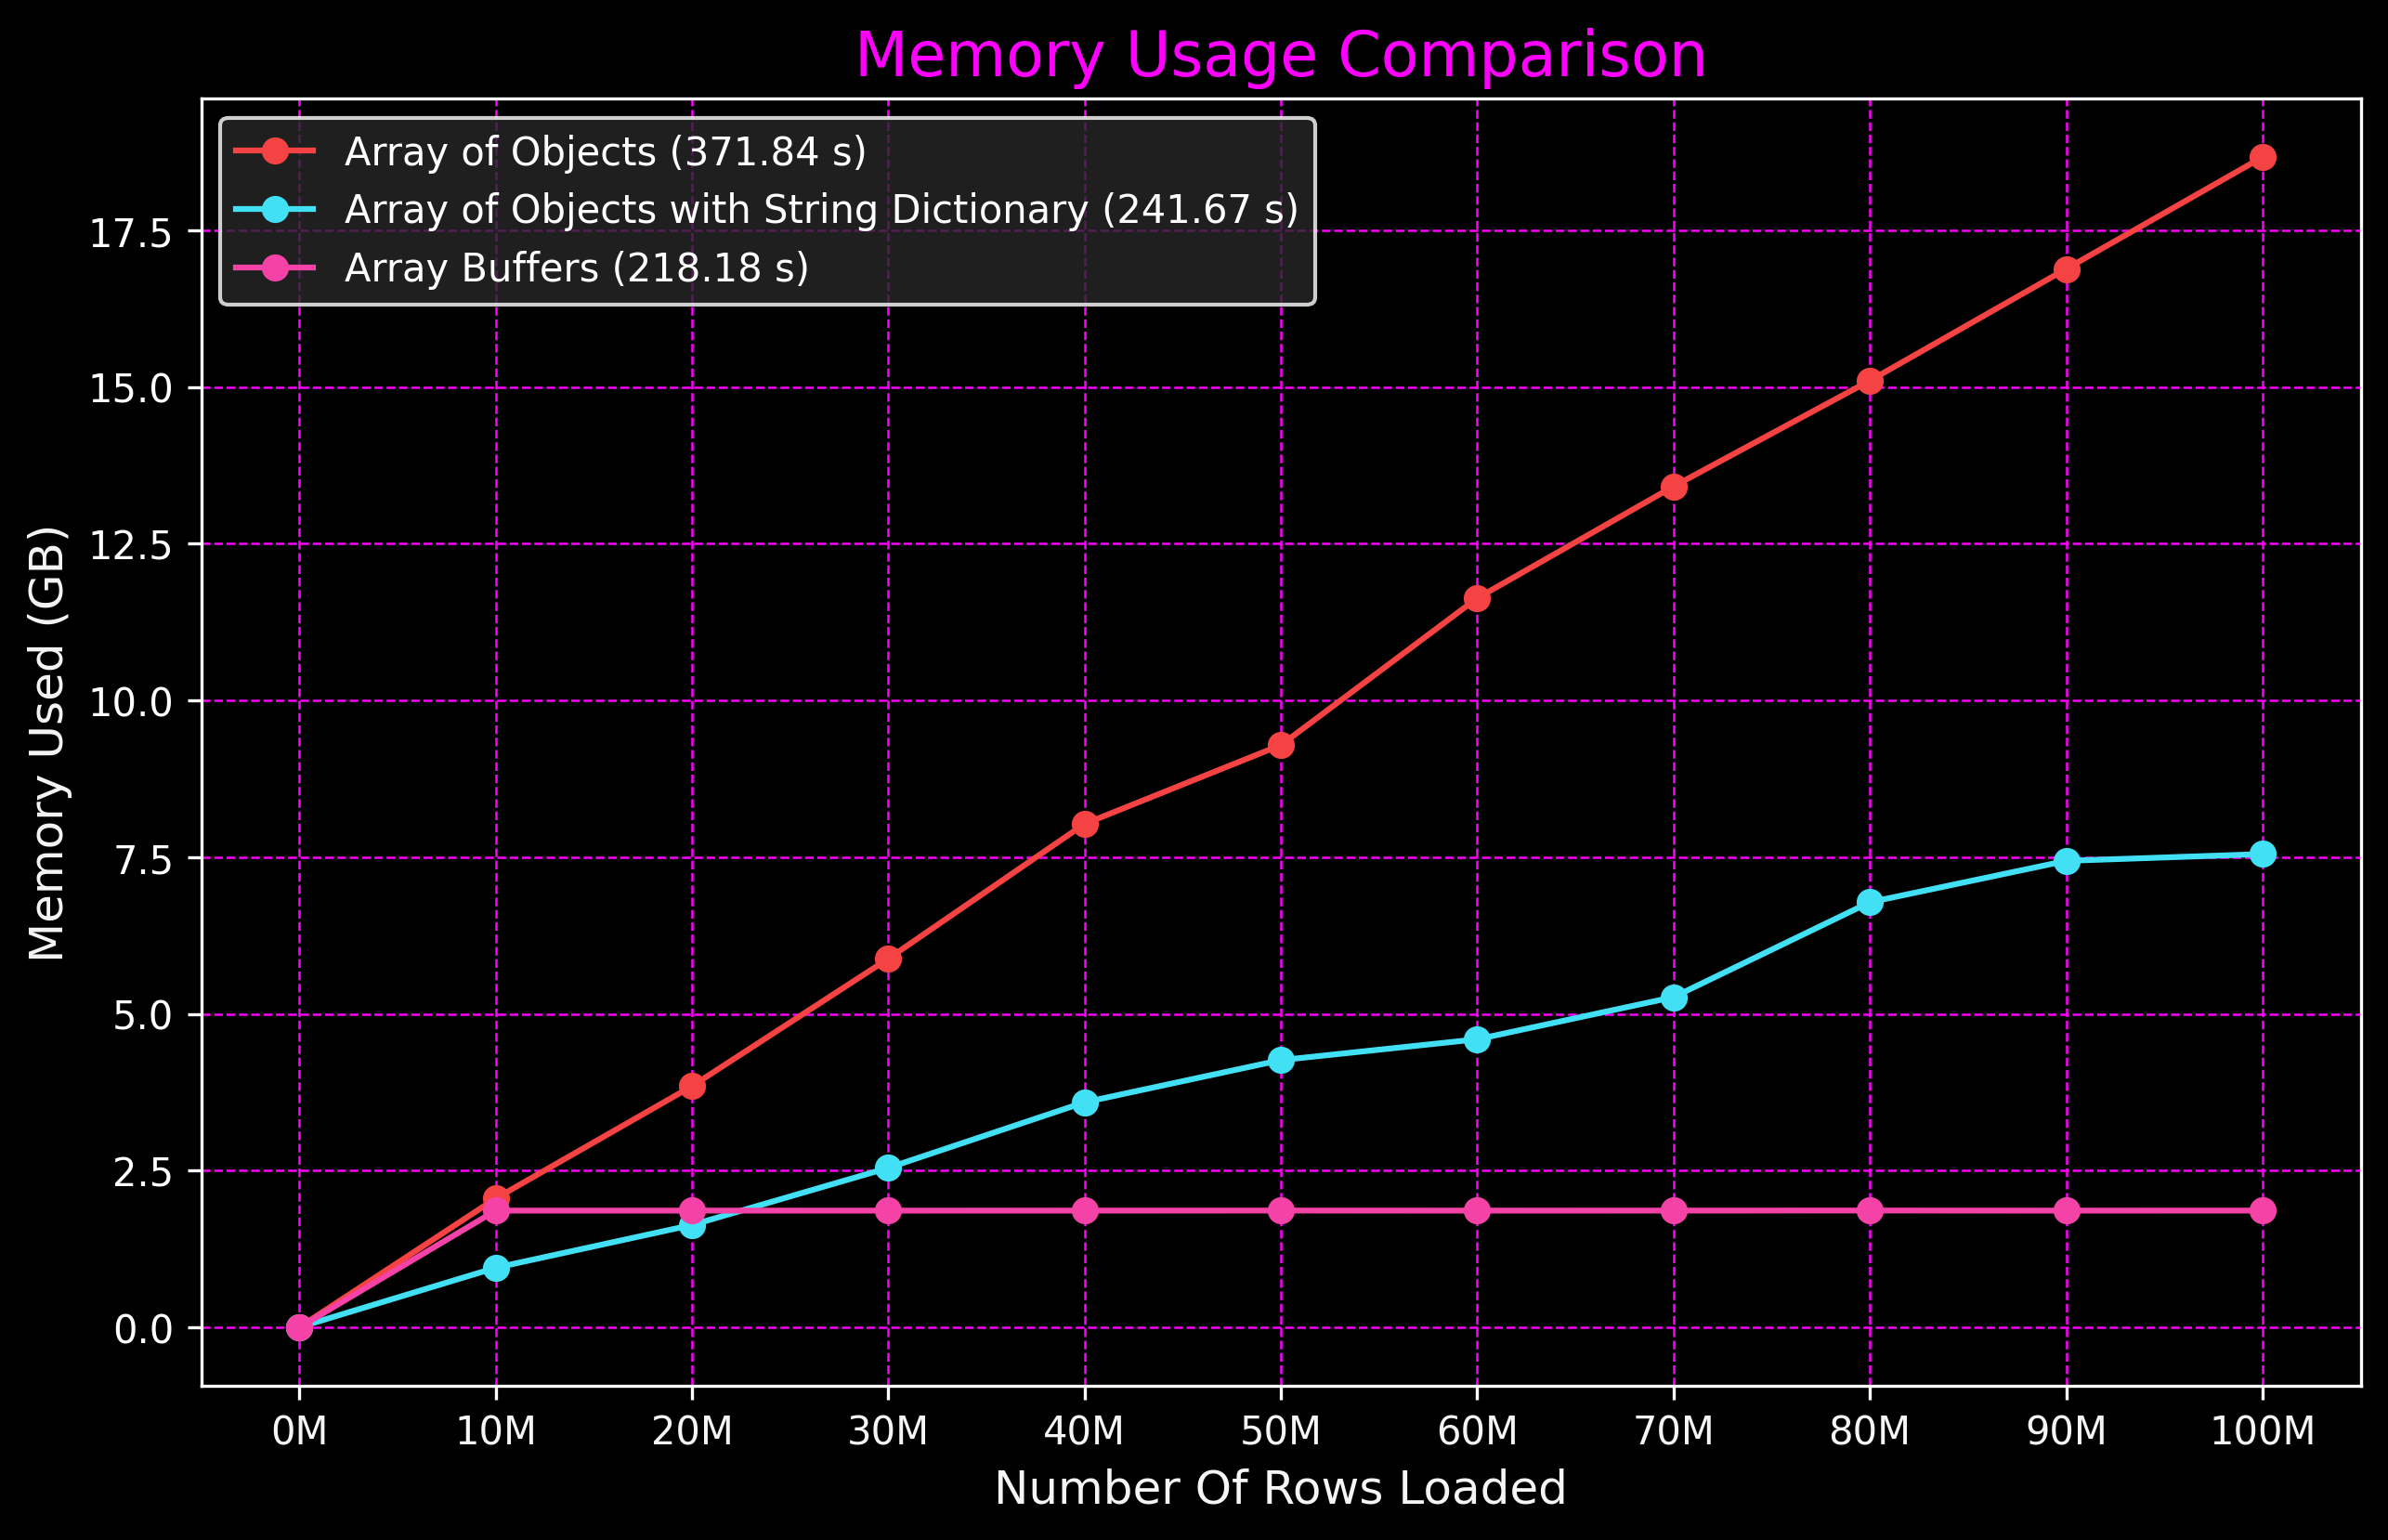 Memory Usage Comparison
Array of Objects (371.84 s)
Array of Objects with String Dictionary (241.67 s)
Array Buffers (218.18 s)
Memory Used (GB)
17.5
15.0
12.5
10.0
7.5
5.0
2.5
0.0
0M 10M 20M 30M 40M 50M 60M 70M 80M 90M 100M
Number Of Rows Loaded